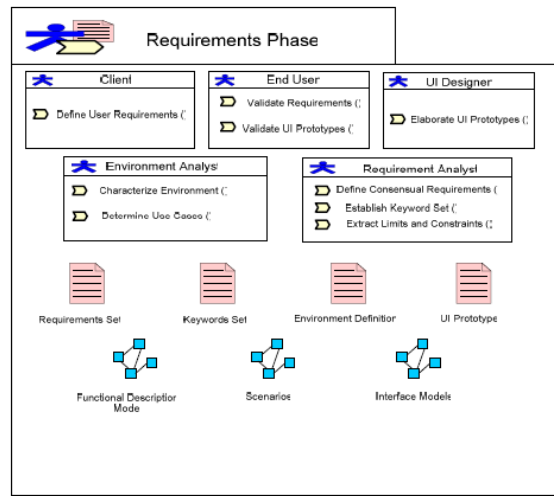 Requirements Phase
Client
End User
UI Designer
Define User Requirements (
Validate Requirements (
Validate UI Prototypes (
Elaborate UI Prototypes (
Environment Analyst
Requirement Analyst
Characterize Environment (
Determine Use Cases (
Define Consensual Requirements (
Establish Keyword Set (
Extract Limits and Constraints (
Requirements Set
Keywords Set
Environment Definition
UI Prototype
Functional Description
Mode
Scenarios
Interface Models